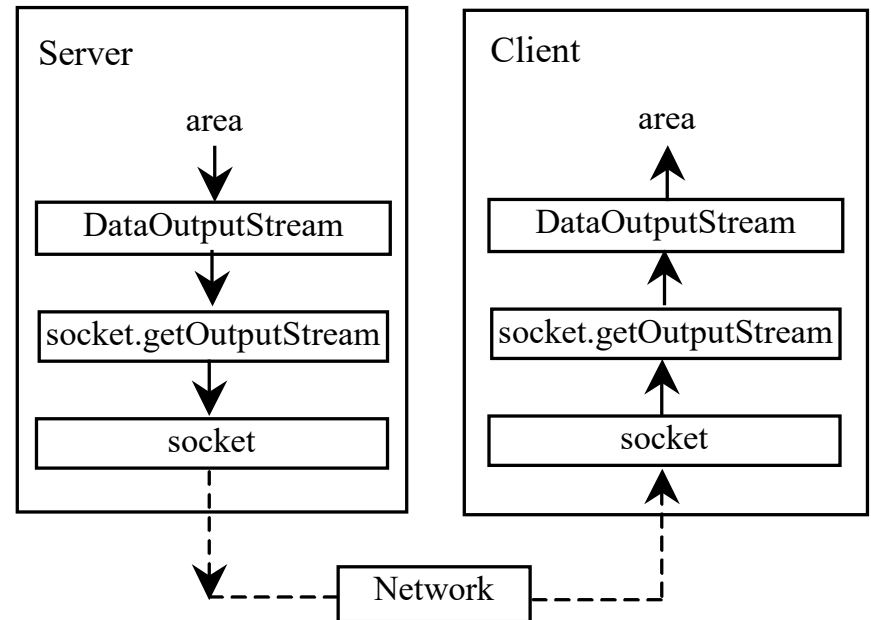 Server
area
DataOutputStream
socket.getOutputStream
socket
Client
area
DataOutputStream
socket.getOutputStream
socket
Network